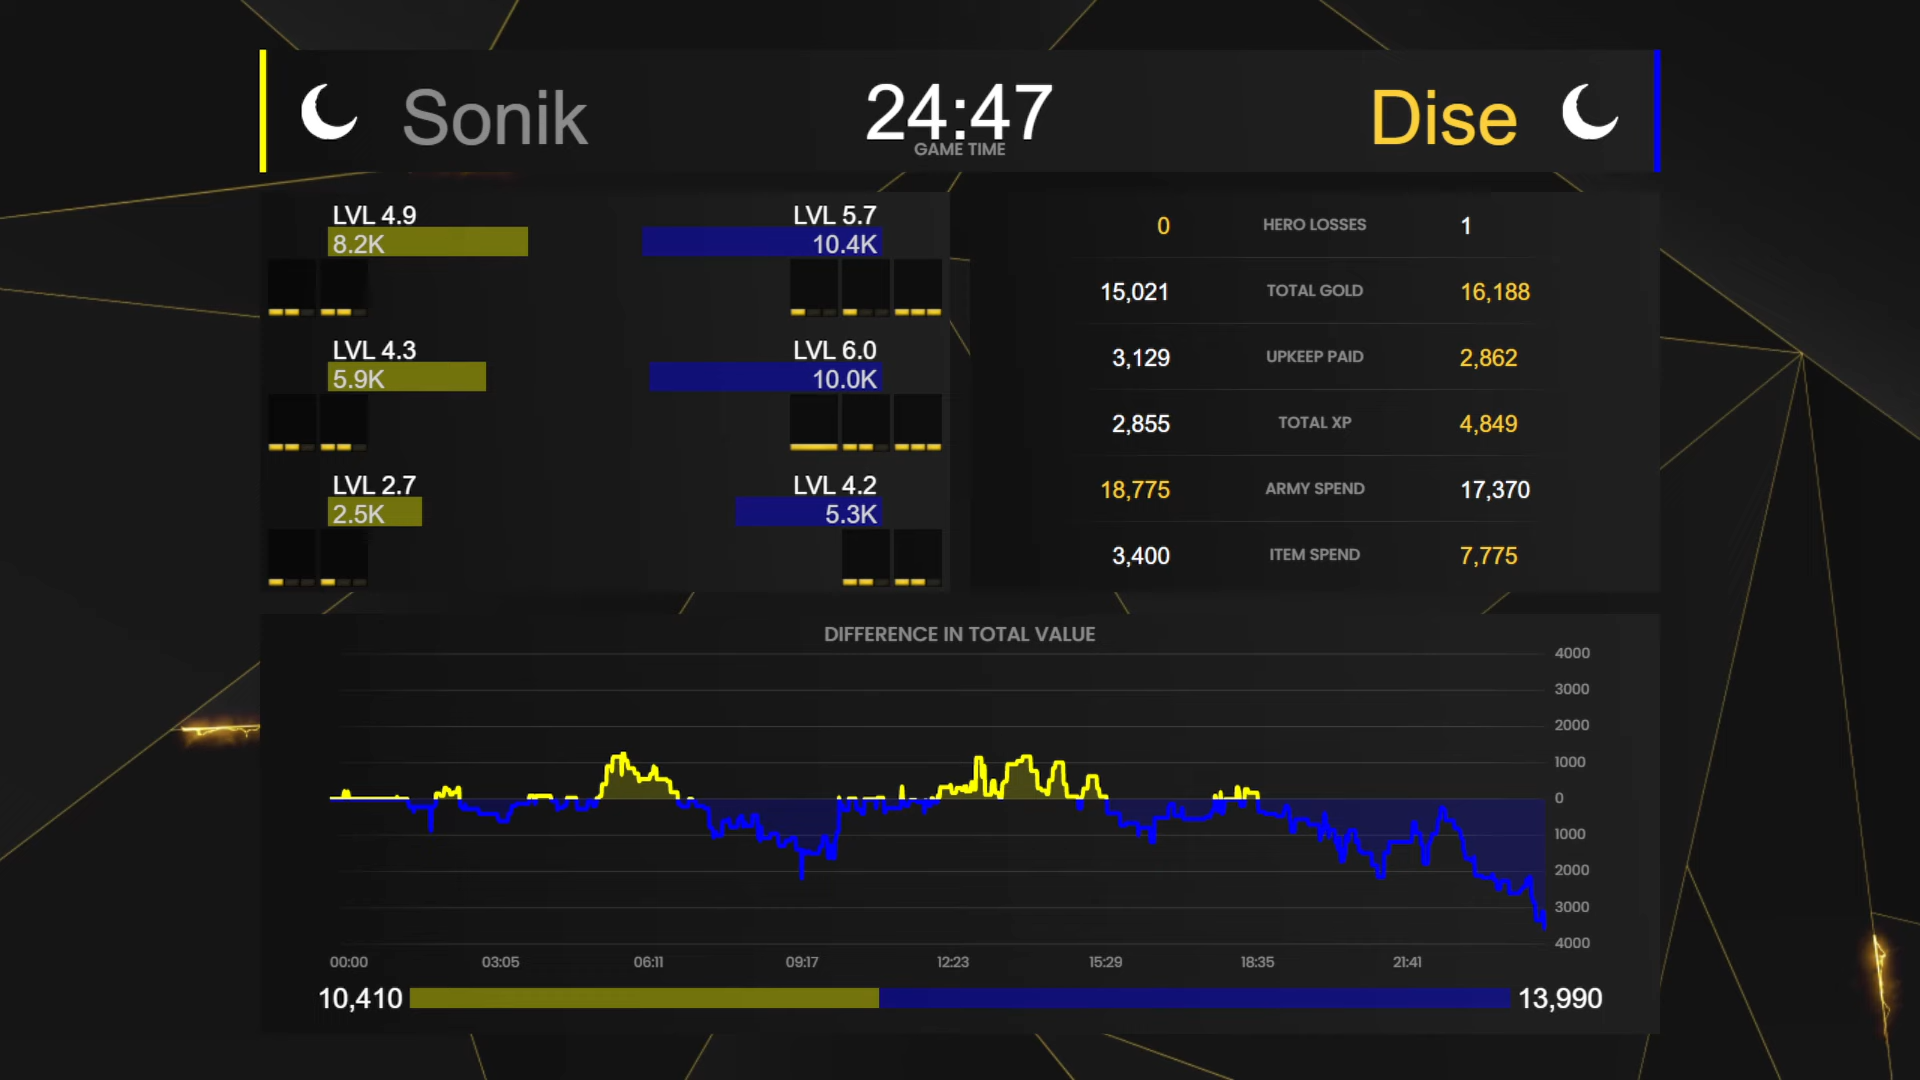 Sonik
24:47
GAME TIME
Dise
LVL 4.9
8.2K
LVL 5.7
10.4K
LVL 4.3
5.9K
LVL 6.0
10.0K
LVL 2.7
2.5K
LVL 4.2
5.3K
0 HERO LOSSES 1
15,021 TOTAL GOLD 16,188
3,129 UPKEEP PAID 2,862
2,855 TOTAL XP 4,849
18,775 ARMY SPEND 17,370
3,400 ITEM SPEND 7,775
DIFFERENCE IN TOTAL VALUE
4000
3000
2000
1000
0
1000
2000
3000
4000
00:00 03:05 06:11 09:17 12:23 15:29 18:35 21:41
10,410 13,990